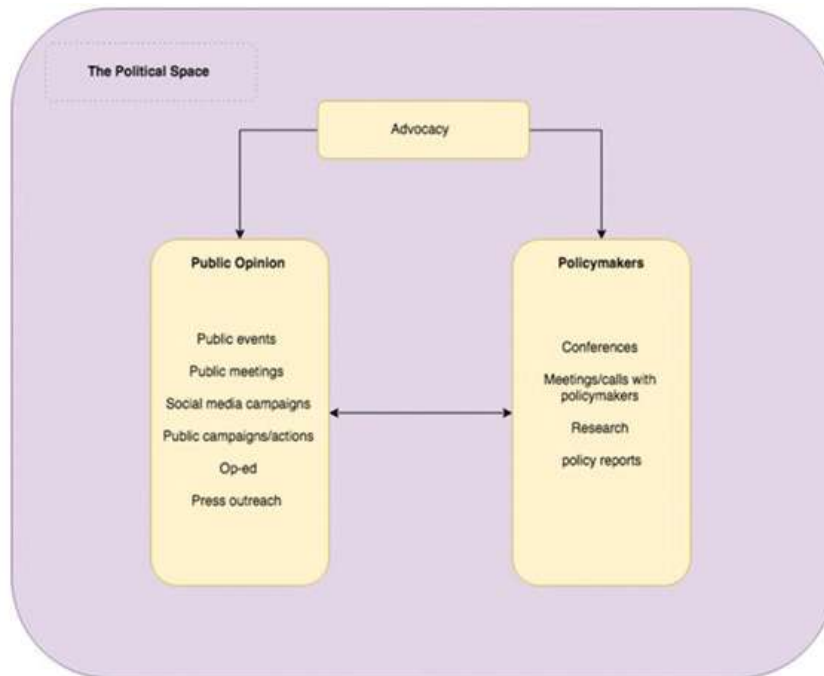 The Political Space
Advocacy
Public Opinion
Public events
Public meetings
Social media campaigns
Public campaigns/actions
Op-ed
Press outreach
Policymakers
Conferences
Meetings/calls with
policymakers
Research
policy reports